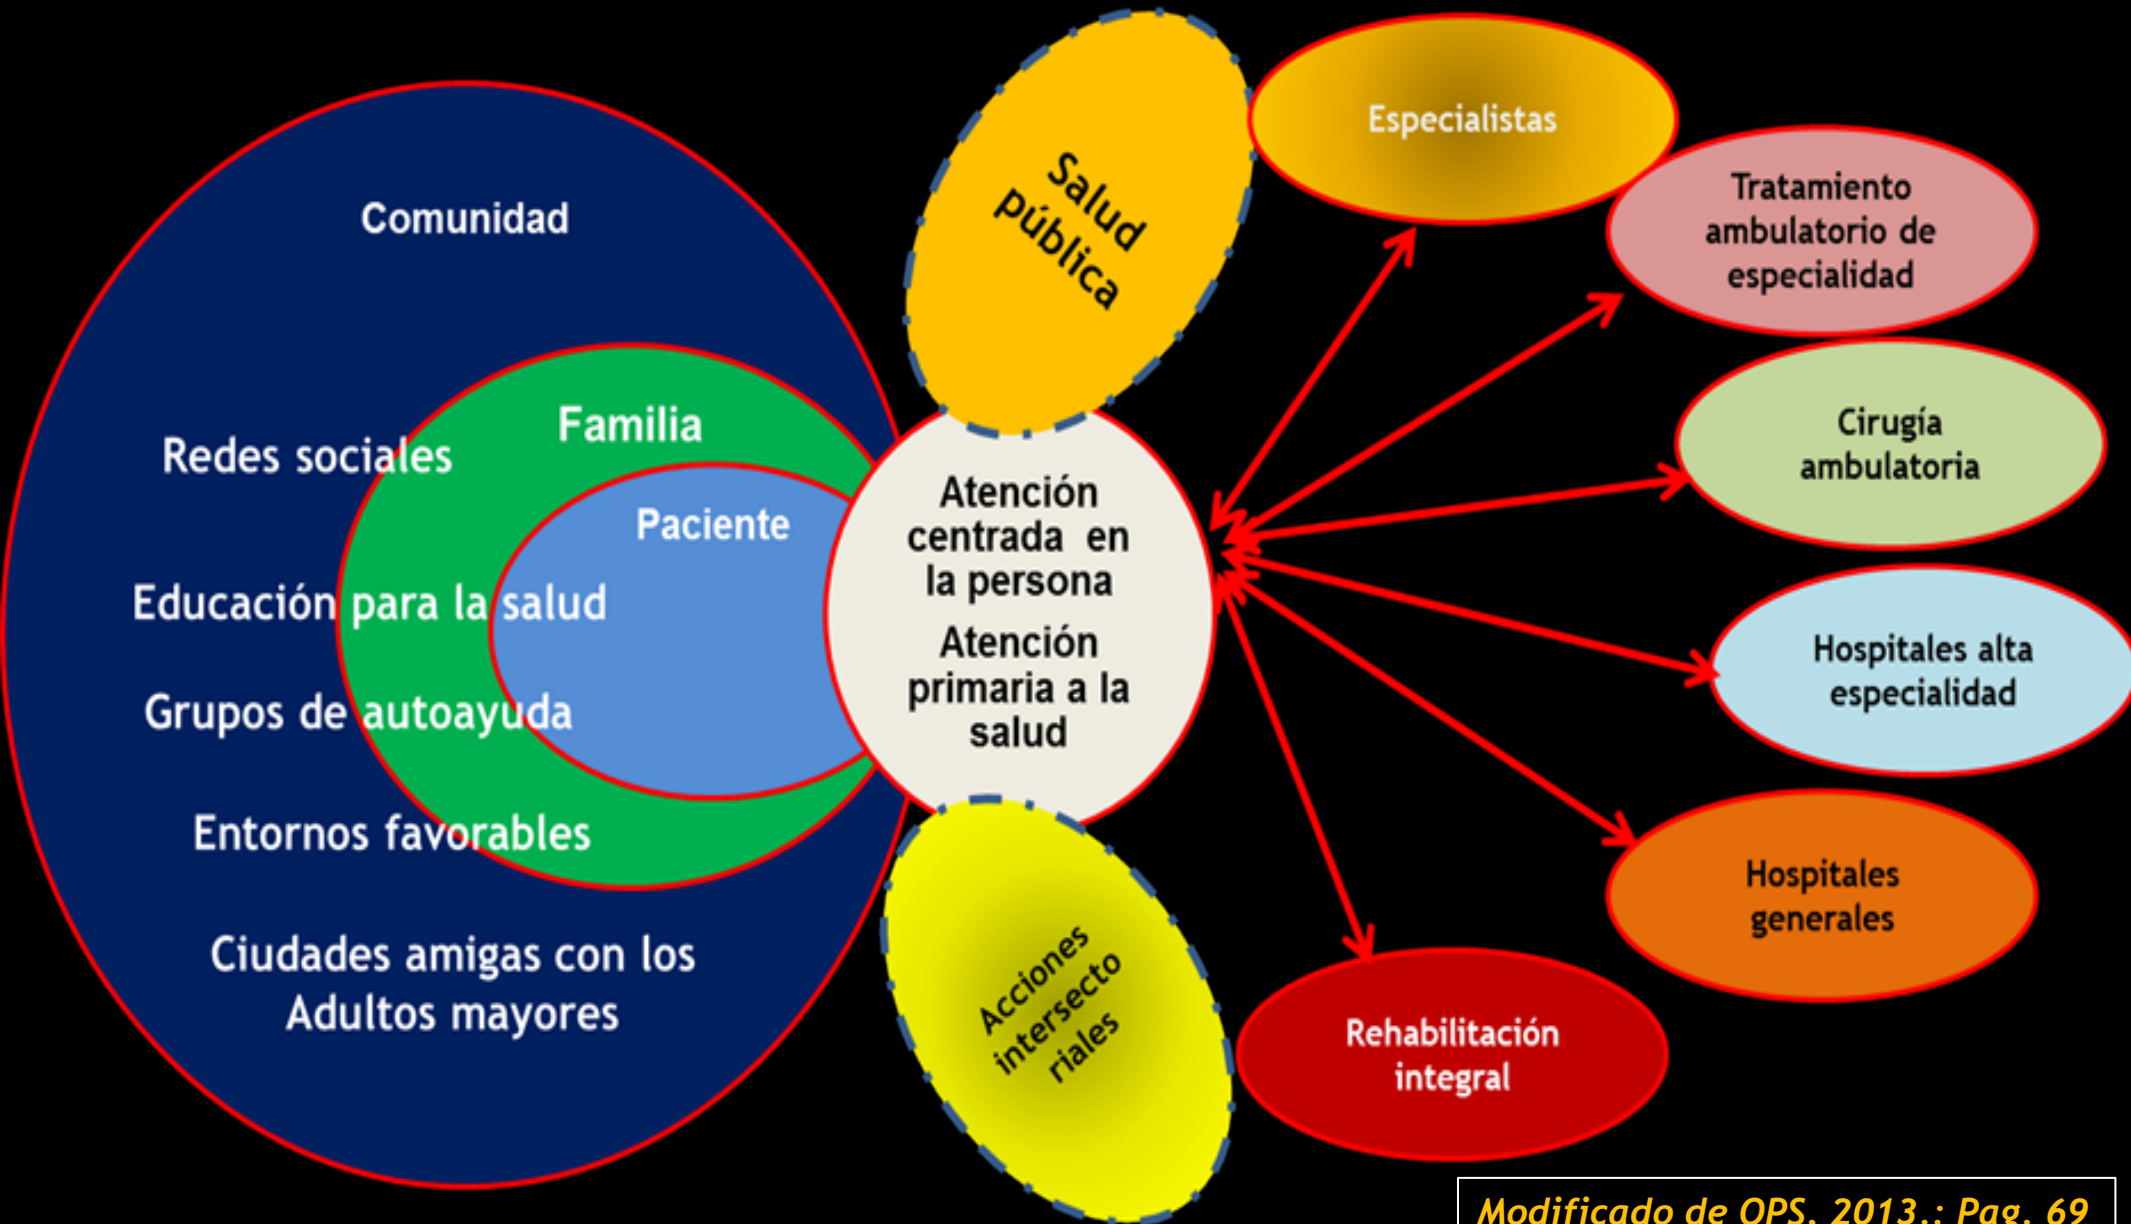 Comunidad
Redes sociales
Familia
Paciente
Educación para la salud
Grupos de autoayuda
Entornos favorables
Ciudades amigas con los
Adultos mayores
Salud
pública
Atención
centrada en
la persona
Atención
primaria a la
salud
Acciones
intersecto
riales
Especialistas
Tratamiento
ambulatorio de
especialidad
Cirugía
ambulatoria
Hospitales alta
especialidad
Hospitales
generales
Rehabilitación
integral
Modificado de OPS, 2013.: Pag. 69